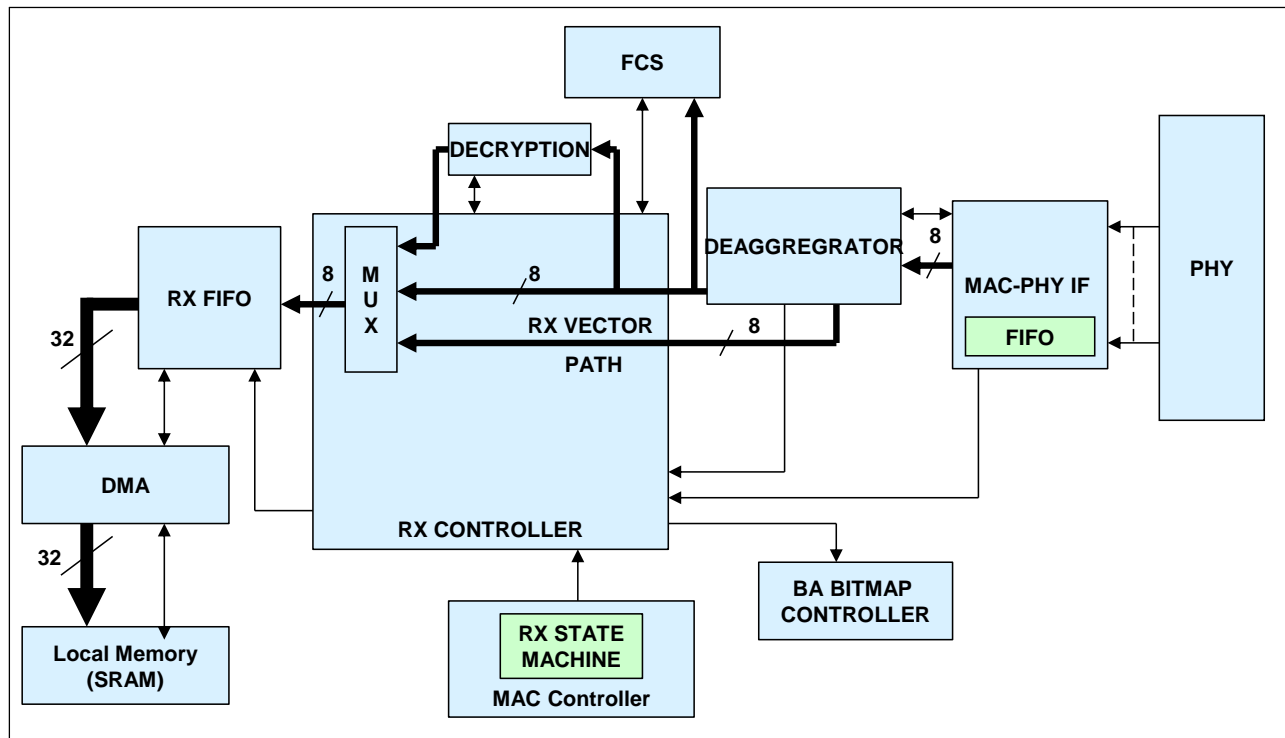 FCS
DECRYPTION
DEAGGREGRATOR
8
MAC-PHY IF
FIFO
PHY
RX FIFO
8
M
U
X
8
RX VECTOR
PATH
8
32
DMA
32
RX CONTROLLER
BA BITMAP
CONTROLLER
RX STATE
MACHINE
MAC Controller
Local Memory
(SRAM)